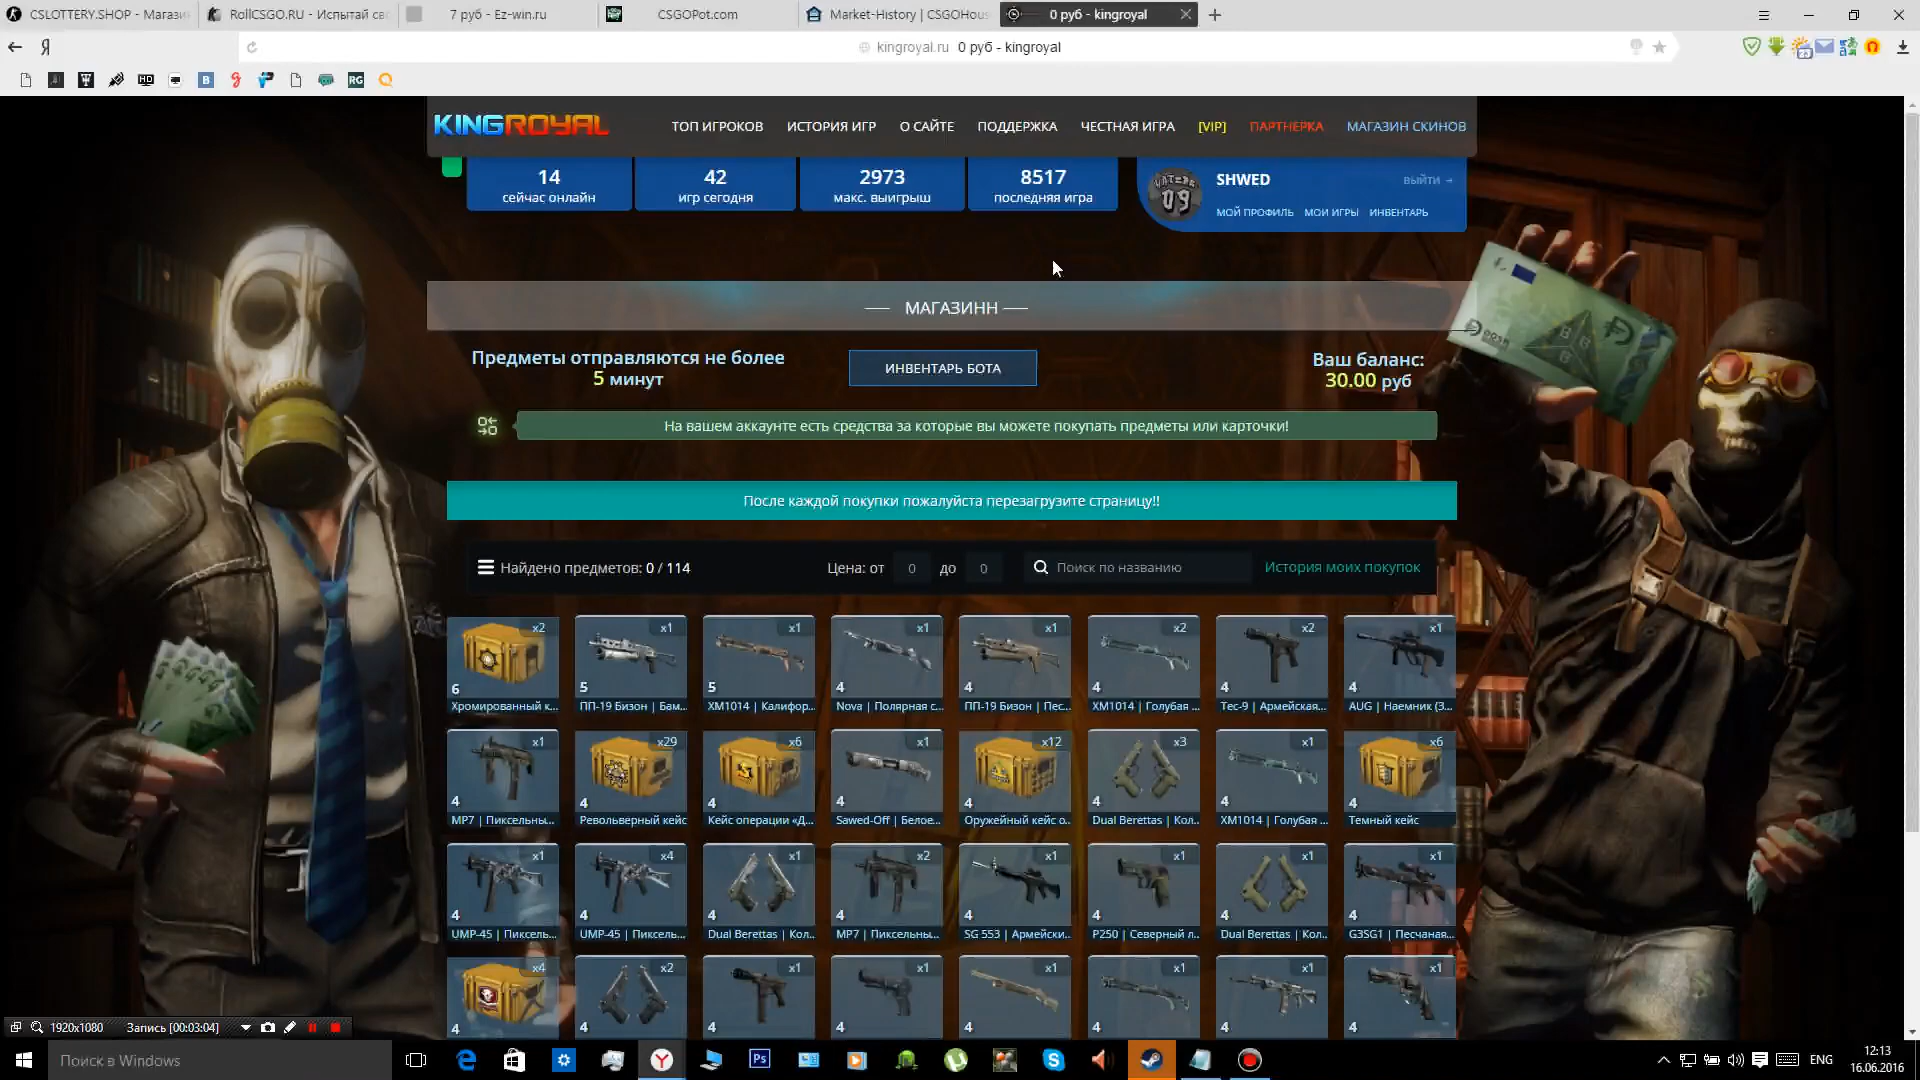 CSLOTTERY.SHOP - Магази
RollCSGO.RU - Испытай сво
7 руб - Ez-win.ru
CSGOPot.com
Market-History | CSGOHous
0 руб - kingroyal
kingroyal.ru 0 руб - kingroyal
KINGROYAL
ТОП ИГРОКОВ
ИСТОРИЯ ИГР
О САЙТЕ
ПОДДЕРЖКА
ЧЕСТНАЯ ИГРА
[VIP]
ПАРТНЕРКА
МАГАЗИН СКИНОВ
14
сейчас онлайн
42
игр сегодня
2973
макс. выигрыш
8517
последняя игра
SHWED
выйти →
МОЙ ПРОФИЛЬ МОИ ИГРЫ ИНВЕНТАРЬ
МАГАЗИНН
Предметы отправляются не более
5 минут
ИНВЕНТАРЬ БОТА
Ваш баланс:
30.00 руб
На вашем аккаунте есть средства за которые вы можете покупать предметы или карточки!
После каждой покупки пожалуйста перезагрузите страницу!!
Найдено предметов: 0 / 114
Цена: от 0 до 0
Поиск по названию
История моих покупок
x2 x1 x1 x1 x1 x2 x2 x1
6 5 5 4 4 4 4 4
Хромированный к... ПП-19 Бизон | Бам... XM1014 | Калифор... Nova | Полярная с... ПП-19 Бизон | Пес... XM1014 | Голубая ... Tec-9 | Армейская... AUG | Наемник (З...
x1 x29 x6 x1 x12 x3 x1 x6
4 4 4 4 4 4 4 4
MP7 | Пиксельны... Револьверный кейс Кейс операции «Д... Sawed-Off | Белое... Оружейный кейс о... Dual Berettas | Кол... XM1014 | Голубая ... Темный кейс
x1 x4 x1 x2 x1 x1 x1 x1
4 4 4 4 4 4 4 4
UMP-45 | Пиксель... UMP-45 | Пиксель... Dual Berettas | Кол... MP7 | Пиксельны... SG 553 | Армейски... P250 | Северный л... Dual Berettas | Кол... G3SG1 | Песчаная...
x4 x2 x1 x1 x1 x1 x1 x1
4 4 4 4 4 4 4 4
1920x1080 Запись [00:03:04]
Поиск в Windows
ENG
12:13
16.06.2016